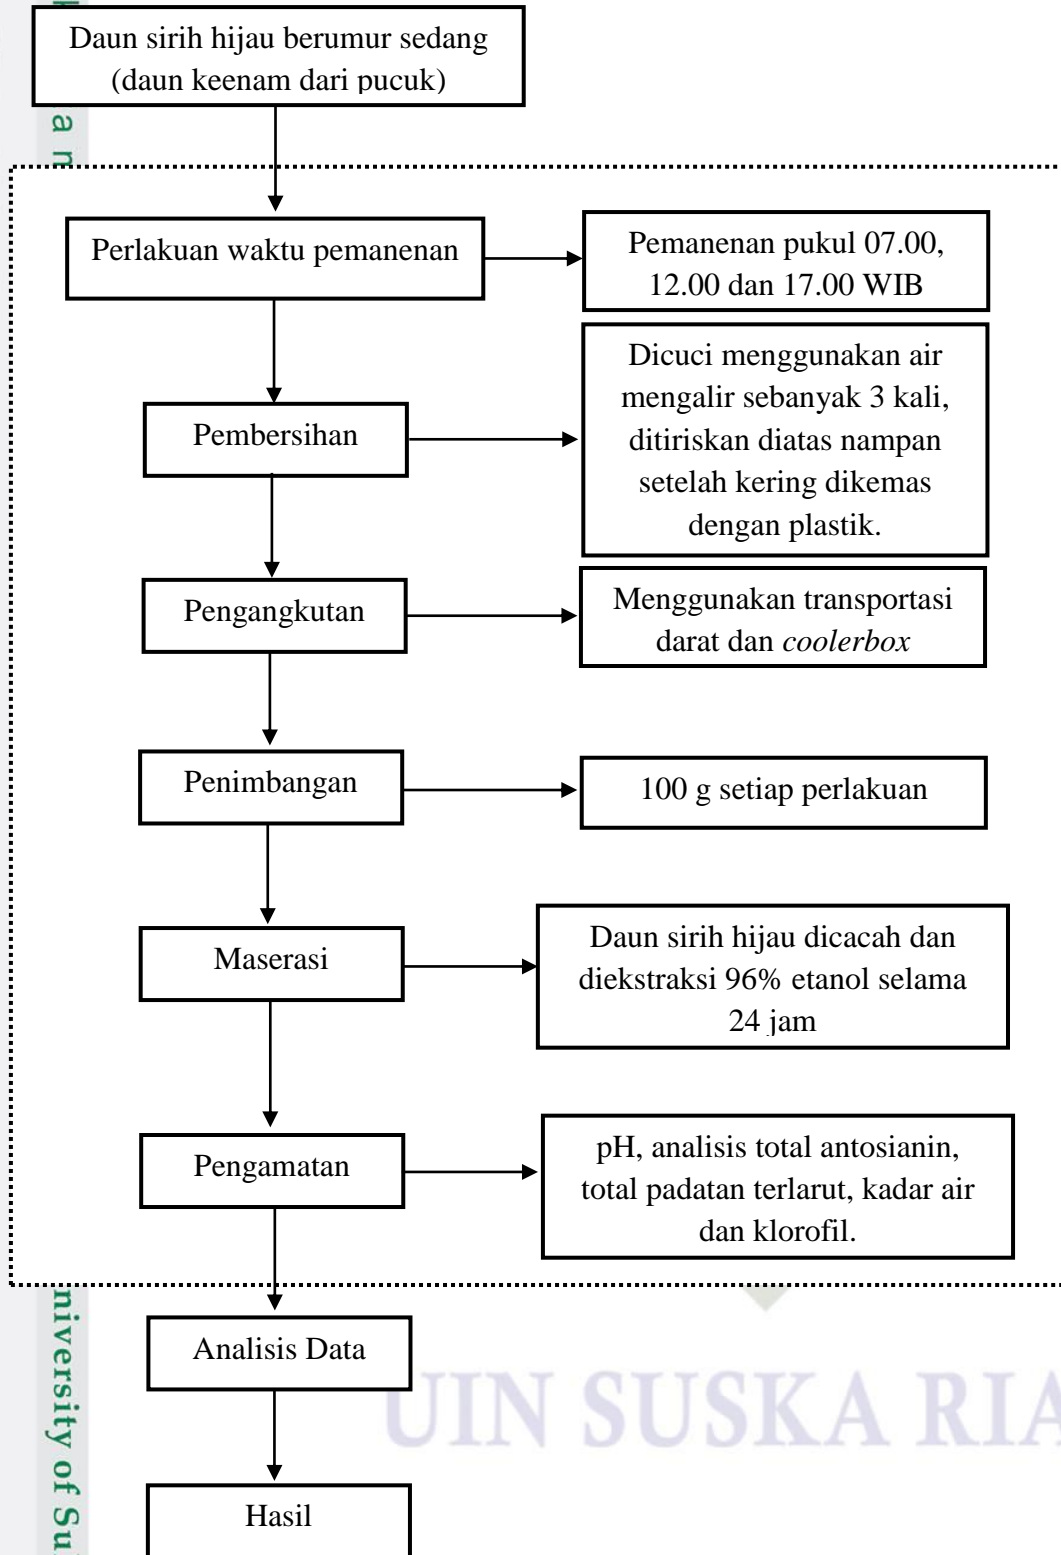 Daun sirih hijau berumur sedang
(daun keenam dari pucuk)
Perlakuan waktu pemanenan
Pemanenan pukul 07.00,
12.00 dan 17.00 WIB
Pembersihan
Dicuci menggunakan air
mengalir sebanyak 3 kali,
ditiriskan diatas nampan
setelah kering dikemas
dengan plastik.
Pengangkutan
Menggunakan transportasi
darat dan coolerbox
Penimbangan
100 g setiap perlakuan
Maserasi
Daun sirih hijau dicacah dan
diekstraksi 96% etanol selama
24 jam
Pengamatan
pH, analisis total antosianin,
total padatan terlarut, kadar air
dan klorofil.
Analisis Data
Hasil
UIN SUSKA RIA
niversity of Su